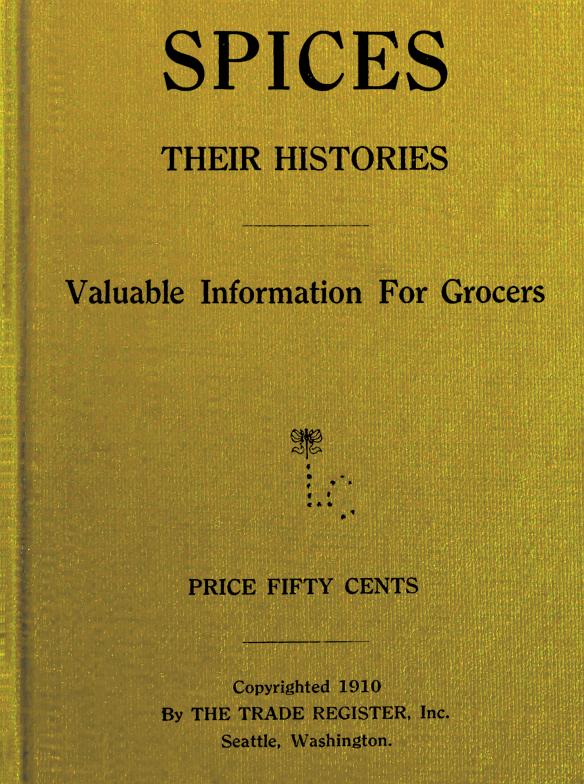 SPICES
THEIR HISTORIES
Valuable Information For Grocers
PRICE FIFTY CENTS
Copyrighted 1910
By THE TRADE REGISTER, Inc.
Seattle, Washington.